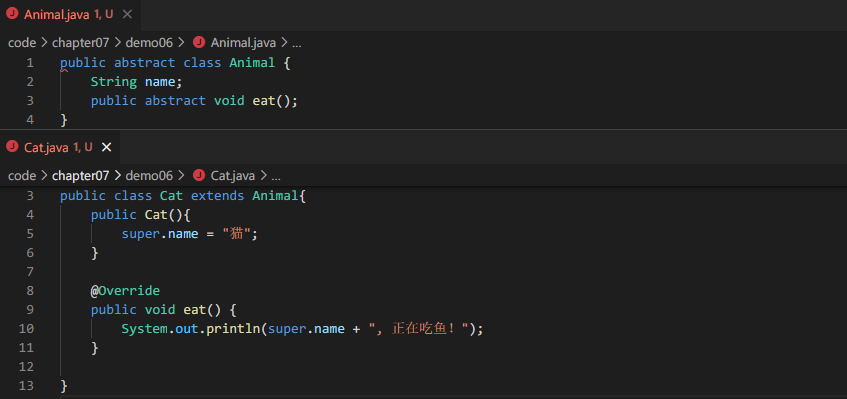 Animal.java 1, U
code > chapter07 > demo06 > Animal.java > ...
1 public abstract class Animal {
2 String name;
3 public abstract void eat();
4 }
Cat.java 1, U
code > chapter07 > demo06 > Cat.java > ...
3 public class Cat extends Animal{
4 public Cat(){
5 super.name = "猫";
6 }
7
8 @Override
9 public void eat() {
10 System.out.println(super.name + ", 正在吃鱼! ");
11 }
12
13 }